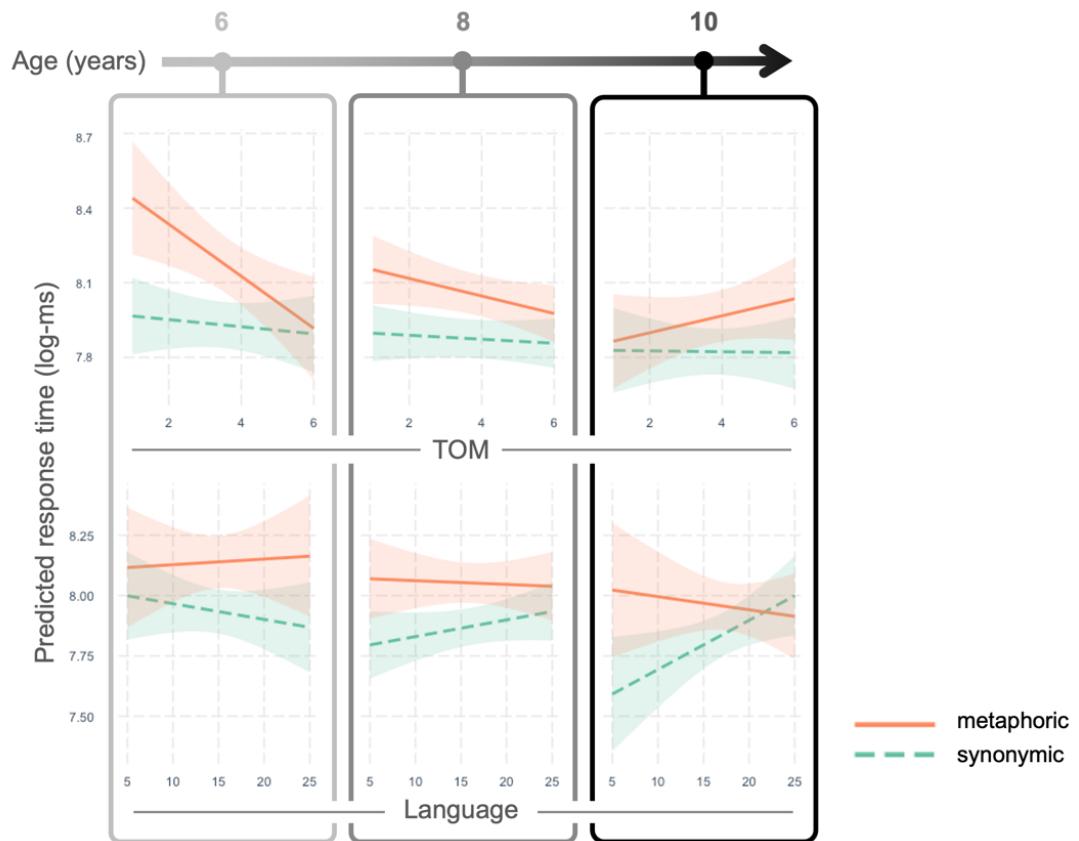 6 8 10
Age (years)
Predicted response time (log-ms)
8.7
8.4
8.1
7.8
2 4 6 2 4 6 2 4 6
TOM
8.25
8.00
7.75
7.50
5 10 15 20 25 5 10 15 20 25 5 10 15 20 25
Language
metaphoric
synonymic